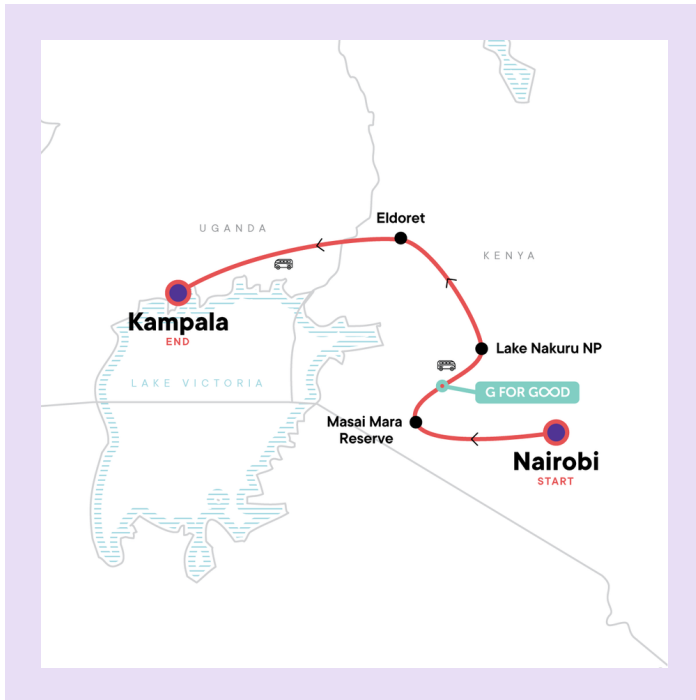 Eldoret
UGANDA
KENYA
Kampala
END
Lake Nakuru NP
LAKE VICTORIA
G FOR GOOD
Masai Mara
Reserve
Nairobi
START